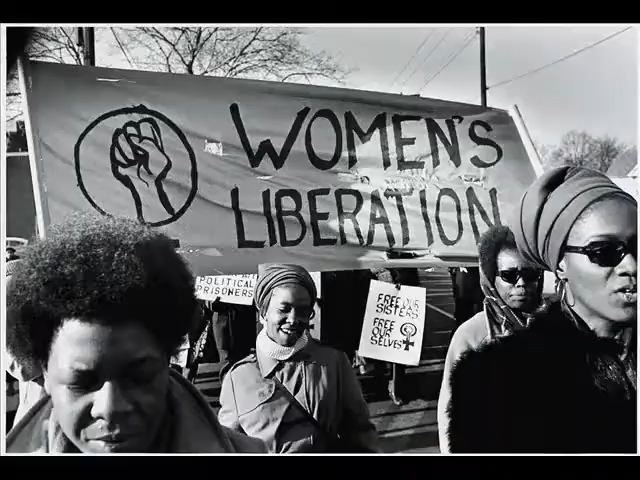 WOMEN'S
LIBERATION
POLITICAL
PRISONERS
FREE OUR
SISTERS
FREE
OUR
SELVES